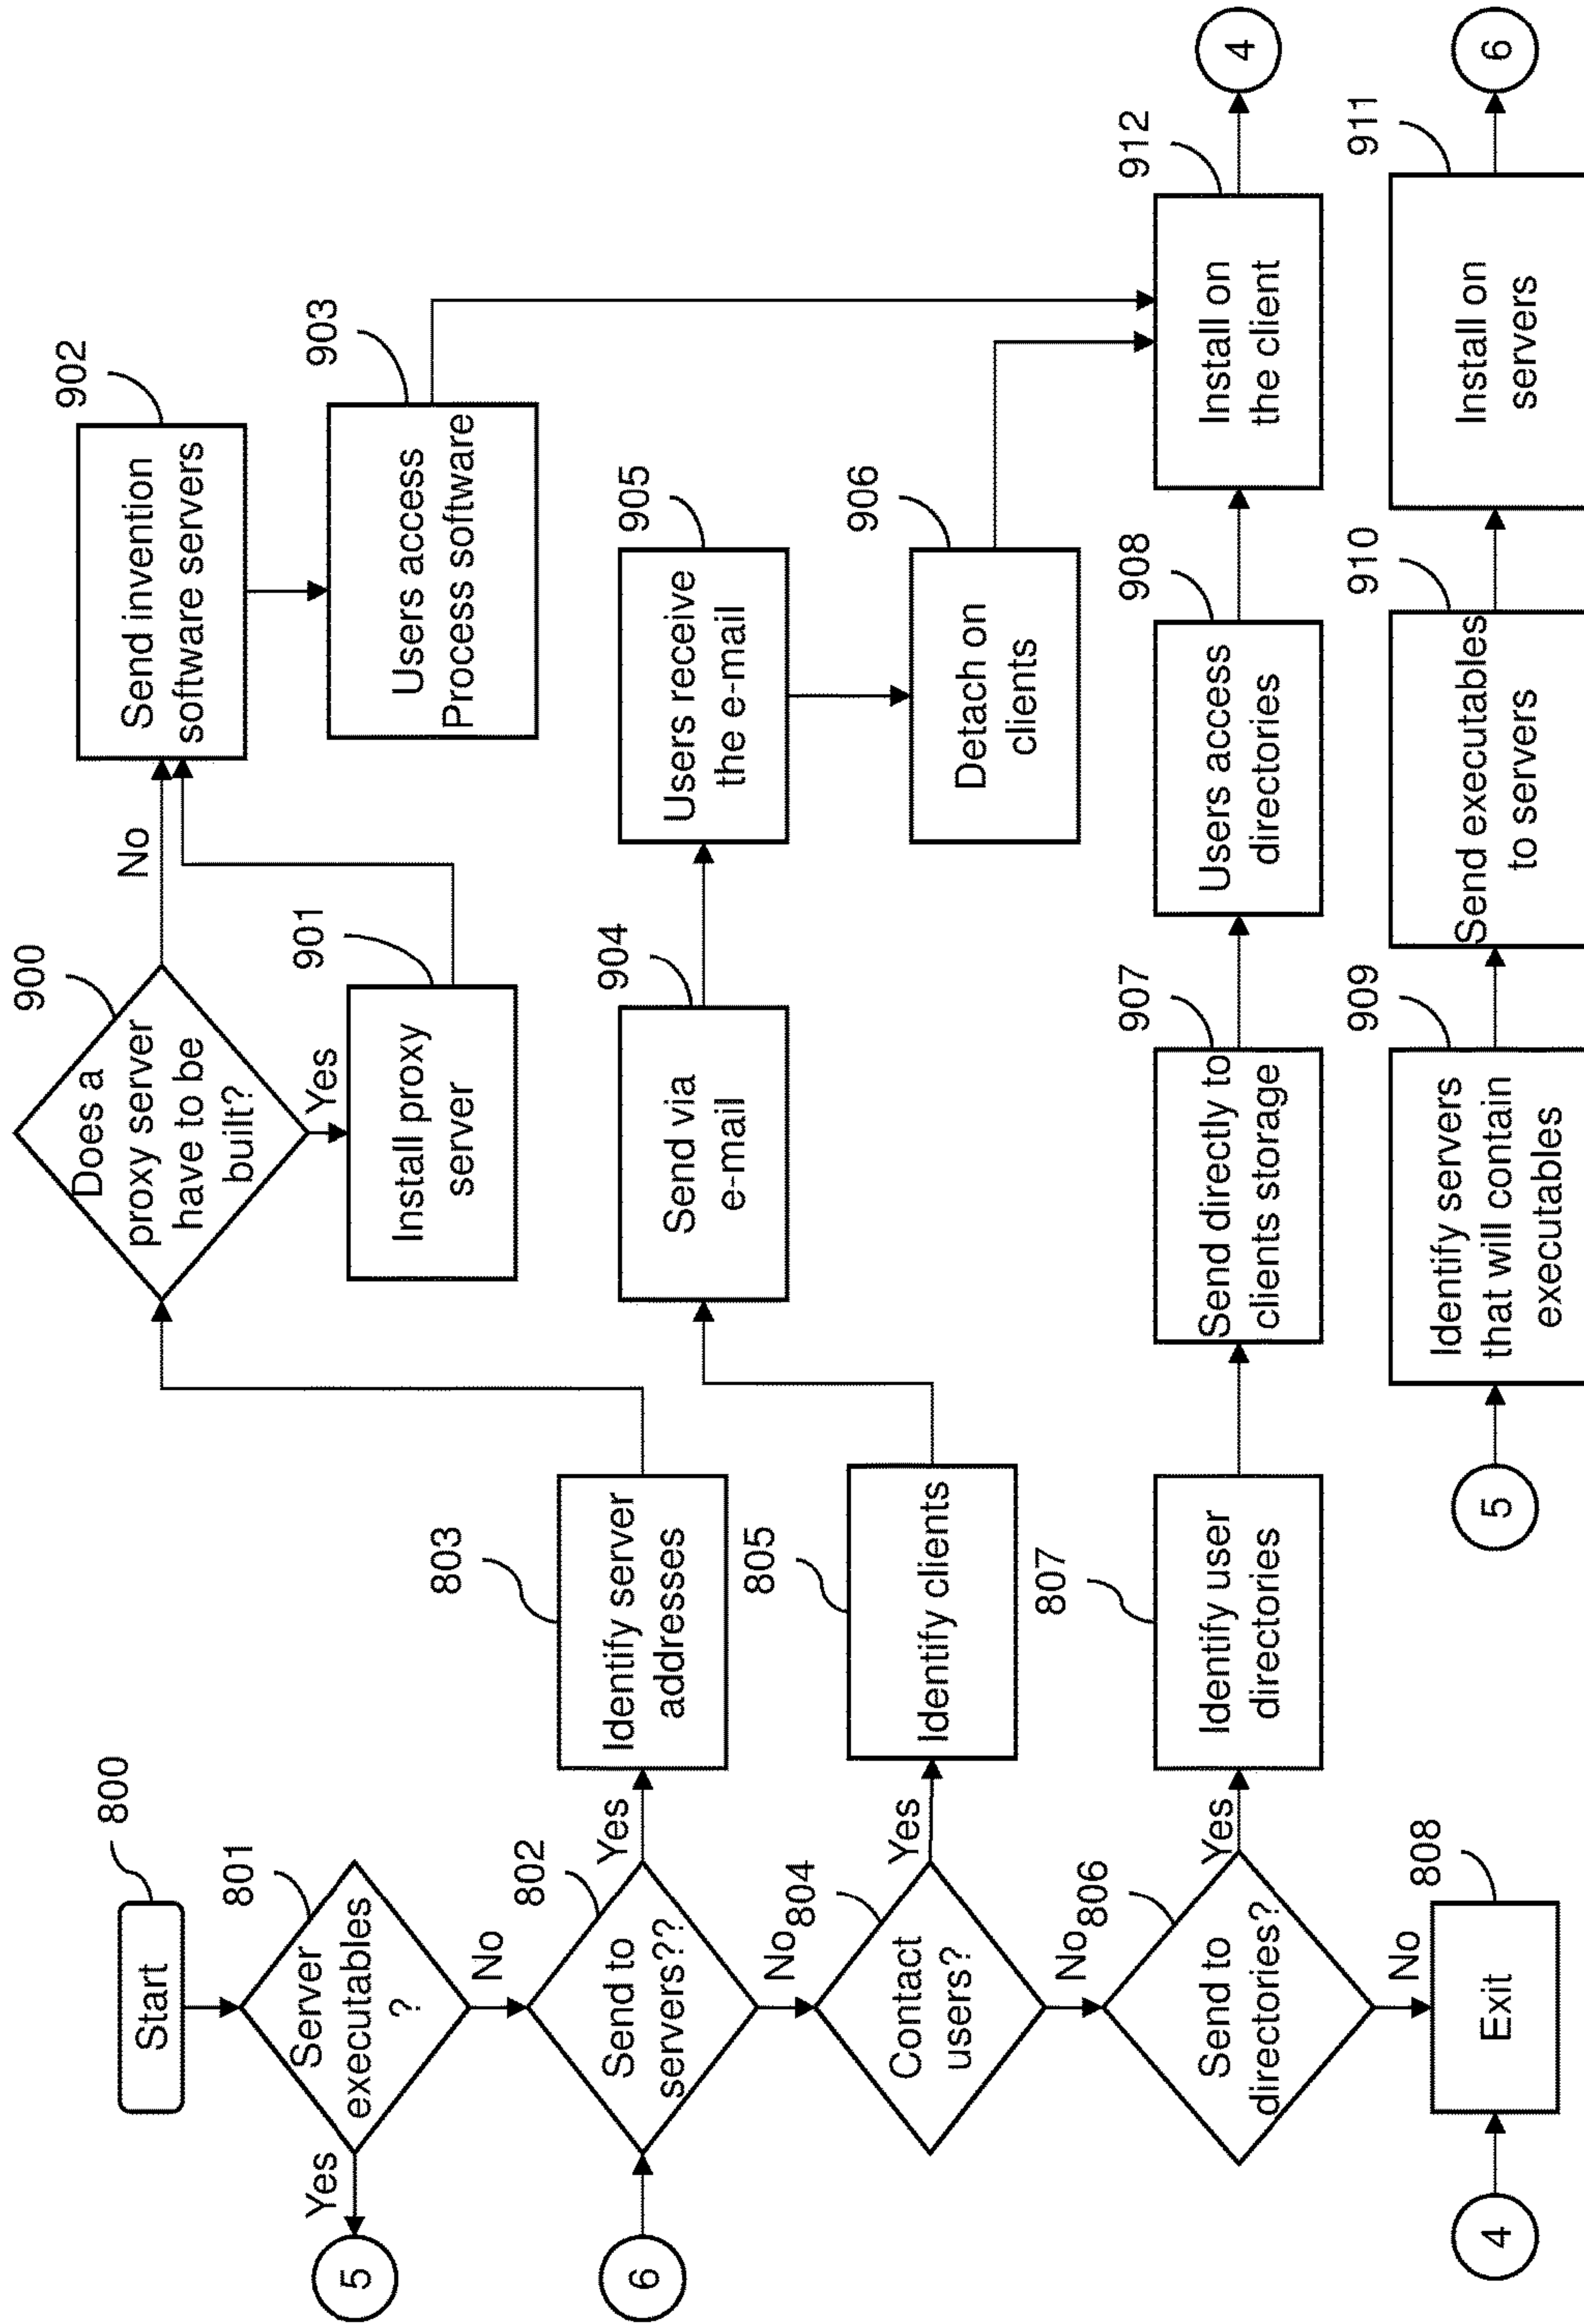 800
Start
801
Server
executables
?
Yes
5
No
802
Send to
servers??
6
Yes
803
Identify server
addresses
No
804
Contact
users?
Yes
805
Identify clients
No
806
Send to
directories?
Yes
807
Identify user
directories
No
808
Exit
4
900
Does a
proxy server
have to be
built?
No
Yes
901
Install proxy
server
902
Send invention
software servers
903
Users access
Process software
904
Send via
e-mail
905
Users receive
the e-mail
906
Detach on
clients
907
Send directly to
clients storage
908
Users access
directories
912
Install on
the client
4
5
909
Identify servers
that will contain
executables
910
Send executables
to servers
911
Install on
servers
6